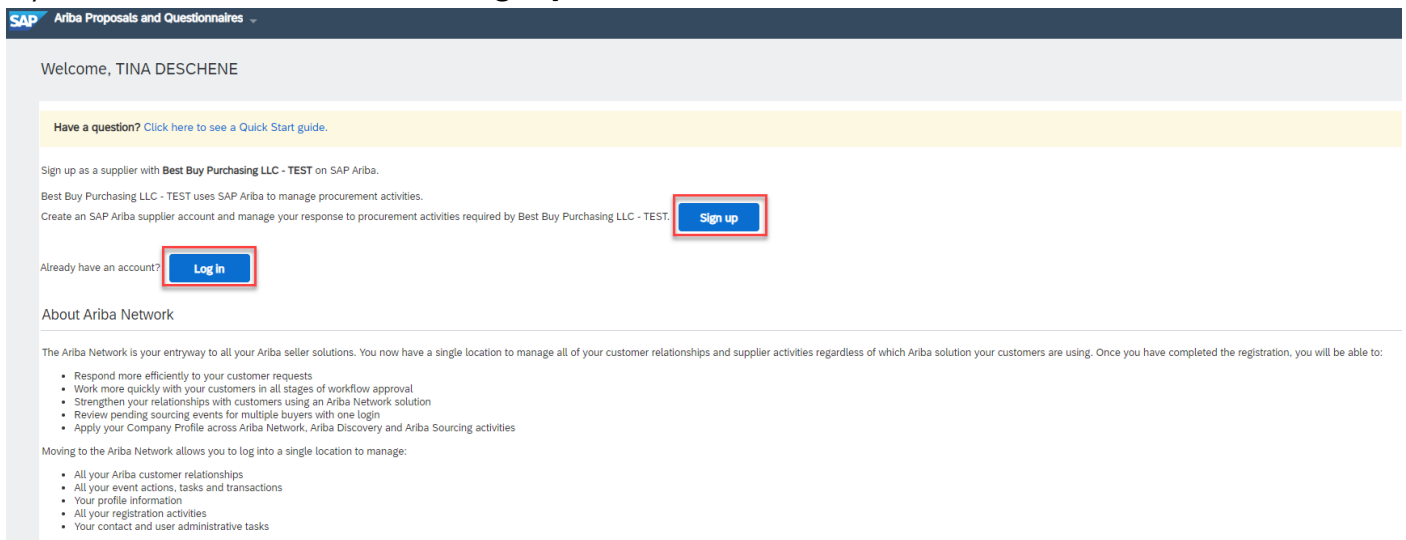 SAP Ariba Proposals and Questionnaires
Welcome, TINA DESCHENE
Have a question? Click here to see a Quick Start guide.
Sign up as a supplier with Best Buy Purchasing LLC - TEST on SAP Ariba.
Best Buy Purchasing LLC - TEST uses SAP Ariba to manage procurement activities.
Create an SAP Ariba supplier account and manage your response to procurement activities required by Best Buy Purchasing LLC - TEST. Sign up
Already have an account? Log in
About Ariba Network
The Ariba Network is your entryway to all your Ariba seller solutions. You now have a single location to manage all of your customer relationships and supplier activities regardless of which Ariba solution your customers are using. Once you have completed the registration, you will be able to:
• Respond more efficiently to your customer requests
• Work more quickly with your customers in all stages of workflow approval
• Strengthen your relationships with customers using an Ariba Network solution
• Review pending sourcing events for multiple buyers with one login
• Apply your Company Profile across Ariba Network, Ariba Discovery and Ariba Sourcing activities
Moving to the Ariba Network allows you to log into a single location to manage:
• All your Ariba customer relationships
• All your event actions, tasks and transactions
• Your profile information
• All your registration activities
• Your contact and user administrative tasks